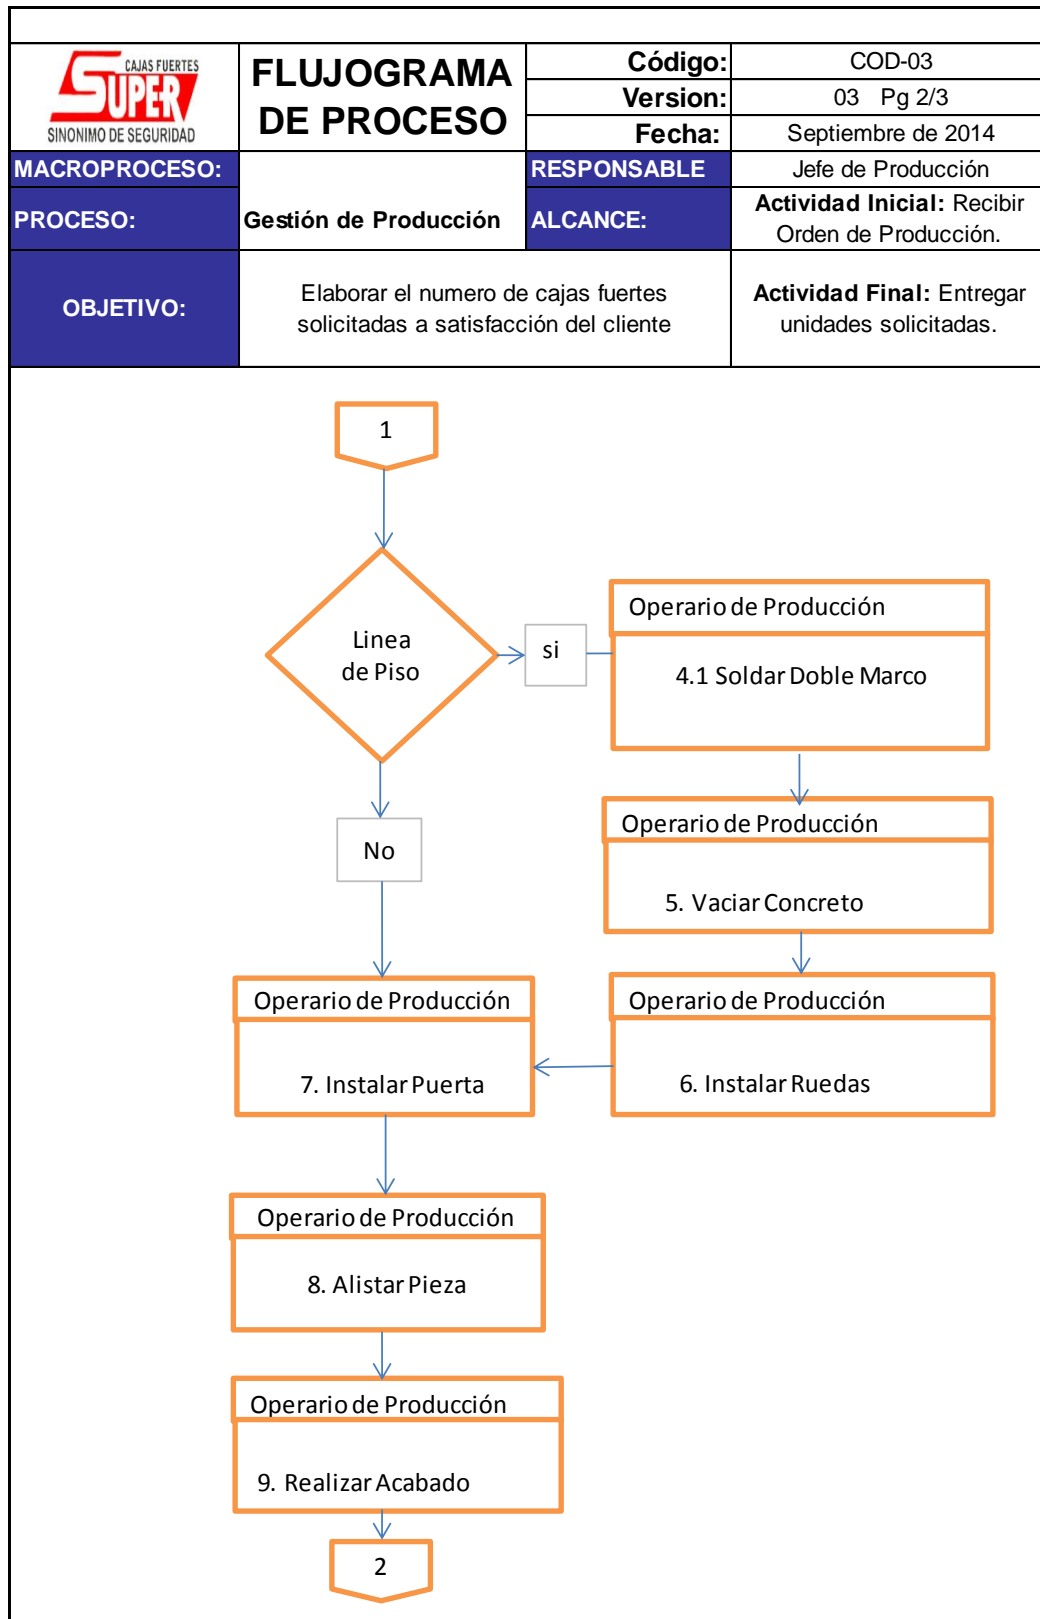 CAJAS FUERTES
SUPER
SINONIMO DE SEGURIDAD
FLUJOGRAMA
DE PROCESO
Código:
COD-03
Version:
03 Pg 2/3
Fecha:
Septiembre de 2014
MACROPROCESO:
RESPONSABLE
Jefe de Producción
PROCESO:
Gestión de Producción
ALCANCE:
Actividad Inicial: Recibir
Orden de Producción.
OBJETIVO:
Elaborar el numero de cajas fuertes
solicitadas a satisfacción del cliente
Actividad Final: Entregar
unidades solicitadas.
1
Linea
de Piso
si
Operario de Producción
4.1 Soldar Doble Marco
Operario de Producción
5. Vaciar Concreto
No
Operario de Producción
6. Instalar Ruedas
Operario de Producción
7. Instalar Puerta
Operario de Producción
8. Alistar Pieza
Operario de Producción
9. Realizar Acabado
2